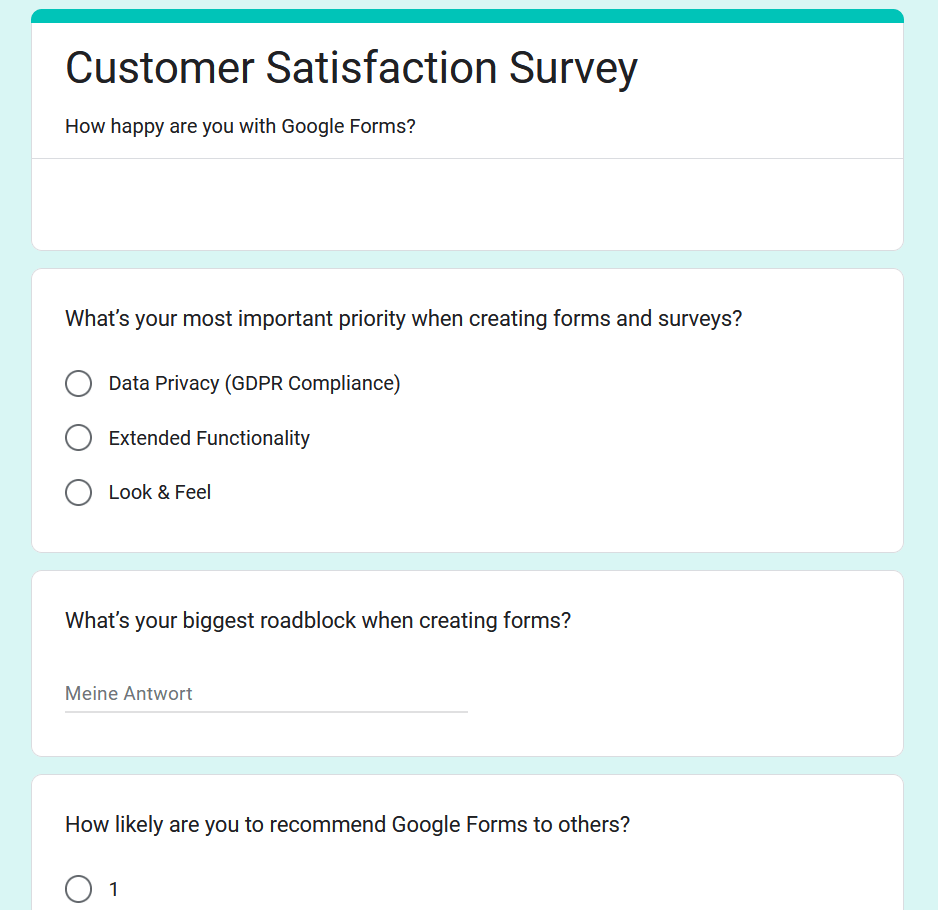 Customer Satisfaction Survey
How happy are you with Google Forms?
What’s your most important priority when creating forms and surveys?
Data Privacy (GDPR Compliance)
Extended Functionality
Look & Feel
What’s your biggest roadblock when creating forms?
Meine Antwort
How likely are you to recommend Google Forms to others?
1